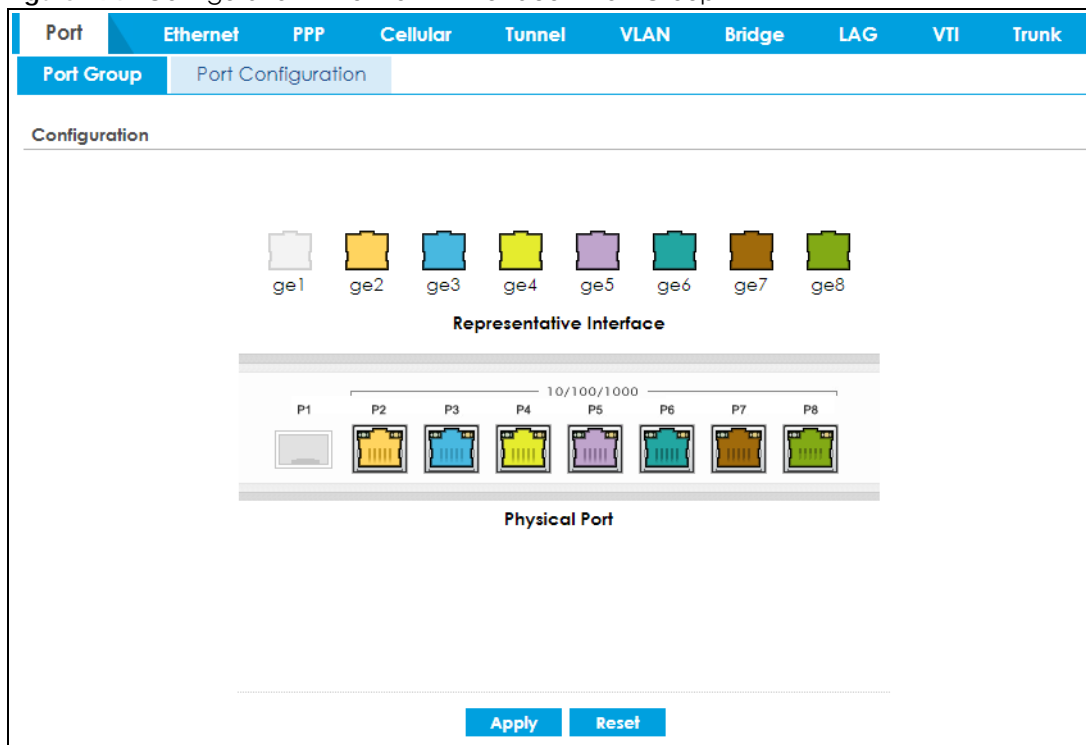 Port Ethernet PPP Cellular Tunnel VLAN Bridge LAG VTI Trunk
Port Group Port Configuration
Configuration
ge1 ge2 ge3 ge4 ge5 ge6 ge7 ge8
Representative Interface
10/100/1000
P1 P2 P3 P4 P5 P6 P7 P8
Physical Port
Apply Reset